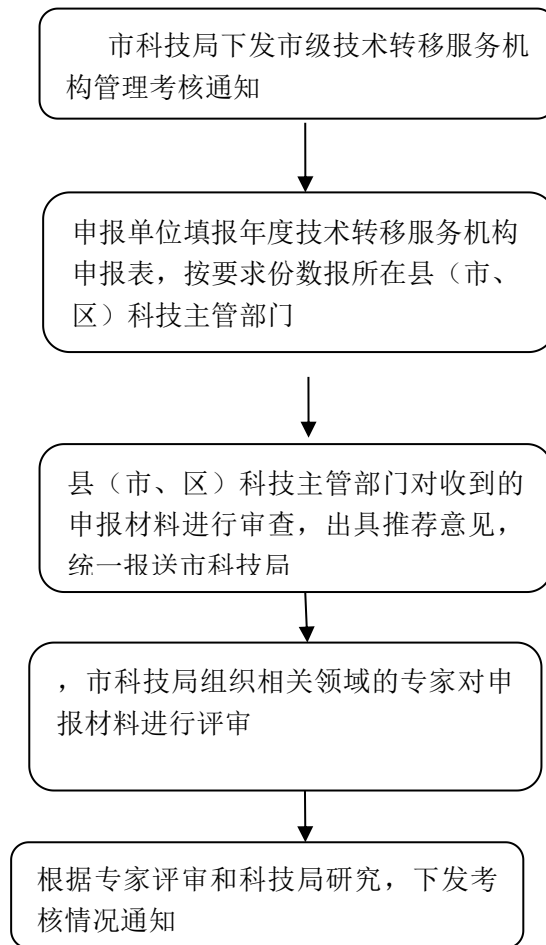 市科技局下发市级技术转移服务机
构管理考核通知
申报单位填报年度技术转移服务机构
申报表，按要求份数报所在县（市、
区）科技主管部门
县（市、区）科技主管部门对收到的
申报材料进行审查，出具推荐意见，
统一报送市科技局
，市科技局组织相关领域的专家对申
报材料进行评审
根据专家评审和科技局研究，下发考
核情况通知